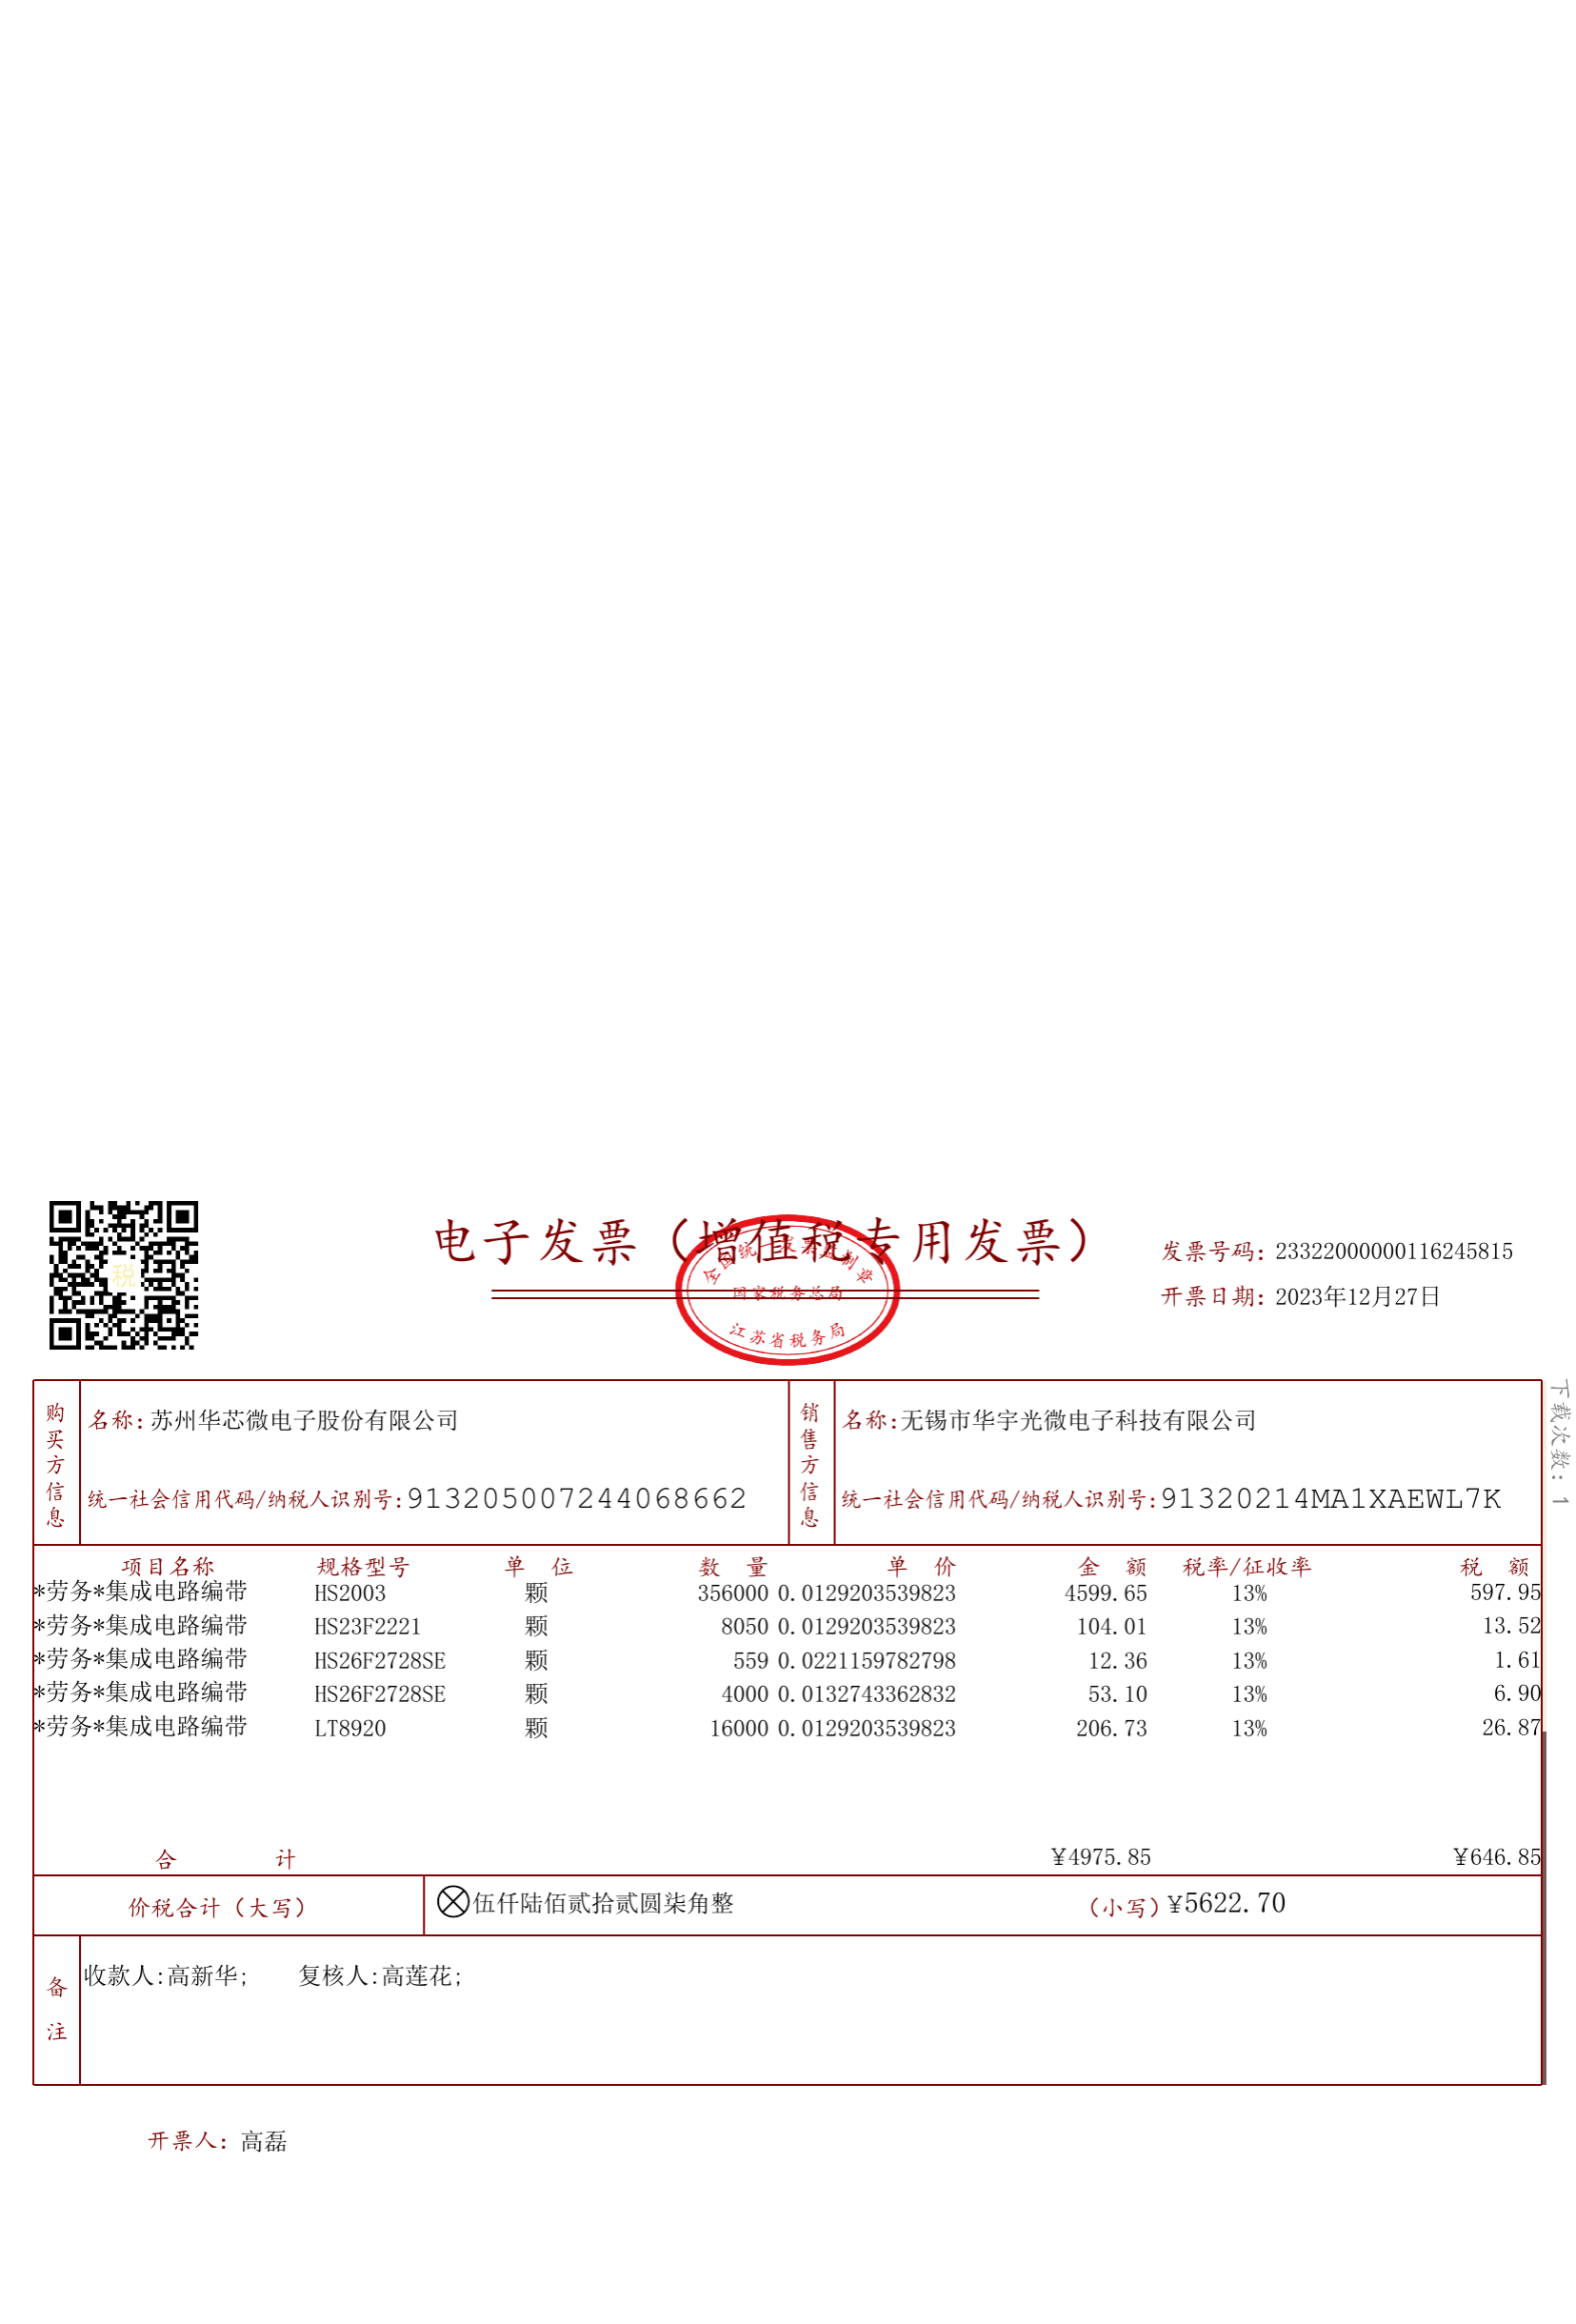 税
电子发票（增值税专用发票）
全国统一发票监制章
国家税务总局
江苏省税务局
发票号码：23322000000116245815
开票日期：2023年12月27日
下载次数：1
购买方信息
名称：苏州华芯微电子股份有限公司
统一社会信用代码/纳税人识别号：913205007244068662
销售方信息
名称：无锡市华宇光微电子科技有限公司
统一社会信用代码/纳税人识别号：91320214MA1XAEWL7K
项目名称 规格型号 单 位 数 量 单 价 金 额 税率/征收率 税 额
*劳务*集成电路编带 HS2003 颗 356000 0.0129203539823 4599.65 13% 597.95
*劳务*集成电路编带 HS23F2221 颗 8050 0.0129203539823 104.01 13% 13.52
*劳务*集成电路编带 HS26F2728SE 颗 559 0.0221159782798 12.36 13% 1.61
*劳务*集成电路编带 HS26F2728SE 颗 4000 0.0132743362832 53.10 13% 6.90
*劳务*集成电路编带 LT8920 颗 16000 0.0129203539823 206.73 13% 26.87
合 计 ¥4975.85 ¥646.85
价税合计（大写） 伍仟陆佰贰拾贰圆柒角整 （小写）¥5622.70
备注
收款人:高新华; 复核人:高莲花;
开票人：高磊